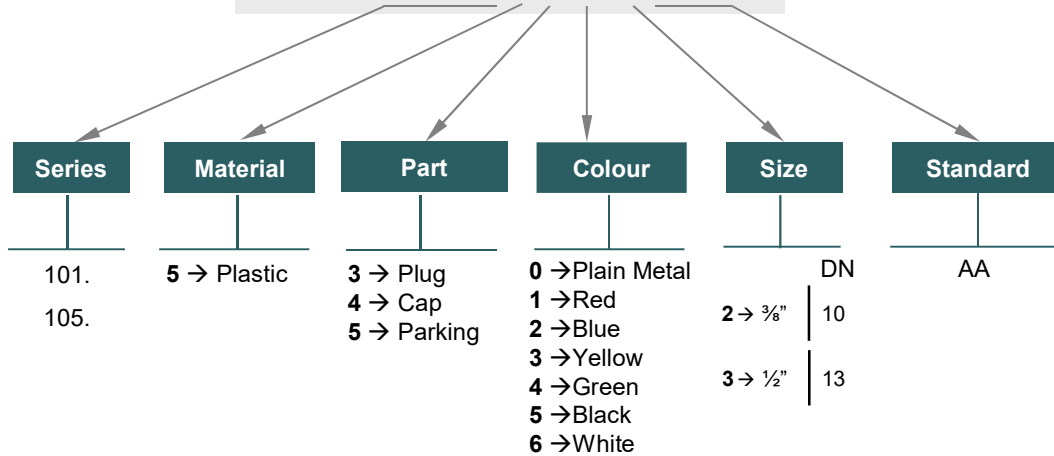 Series
Material
Part
Colour
Size
Standard
101.
105.
5 → Plastic
3 → Plug
4 → Cap
5 → Parking
0 →Plain Metal
1 →Red
2 →Blue
3 →Yellow
4 →Green
5 →Black
6 →White
DN
2 → ⅜” 10
3 → ½” 13
AA